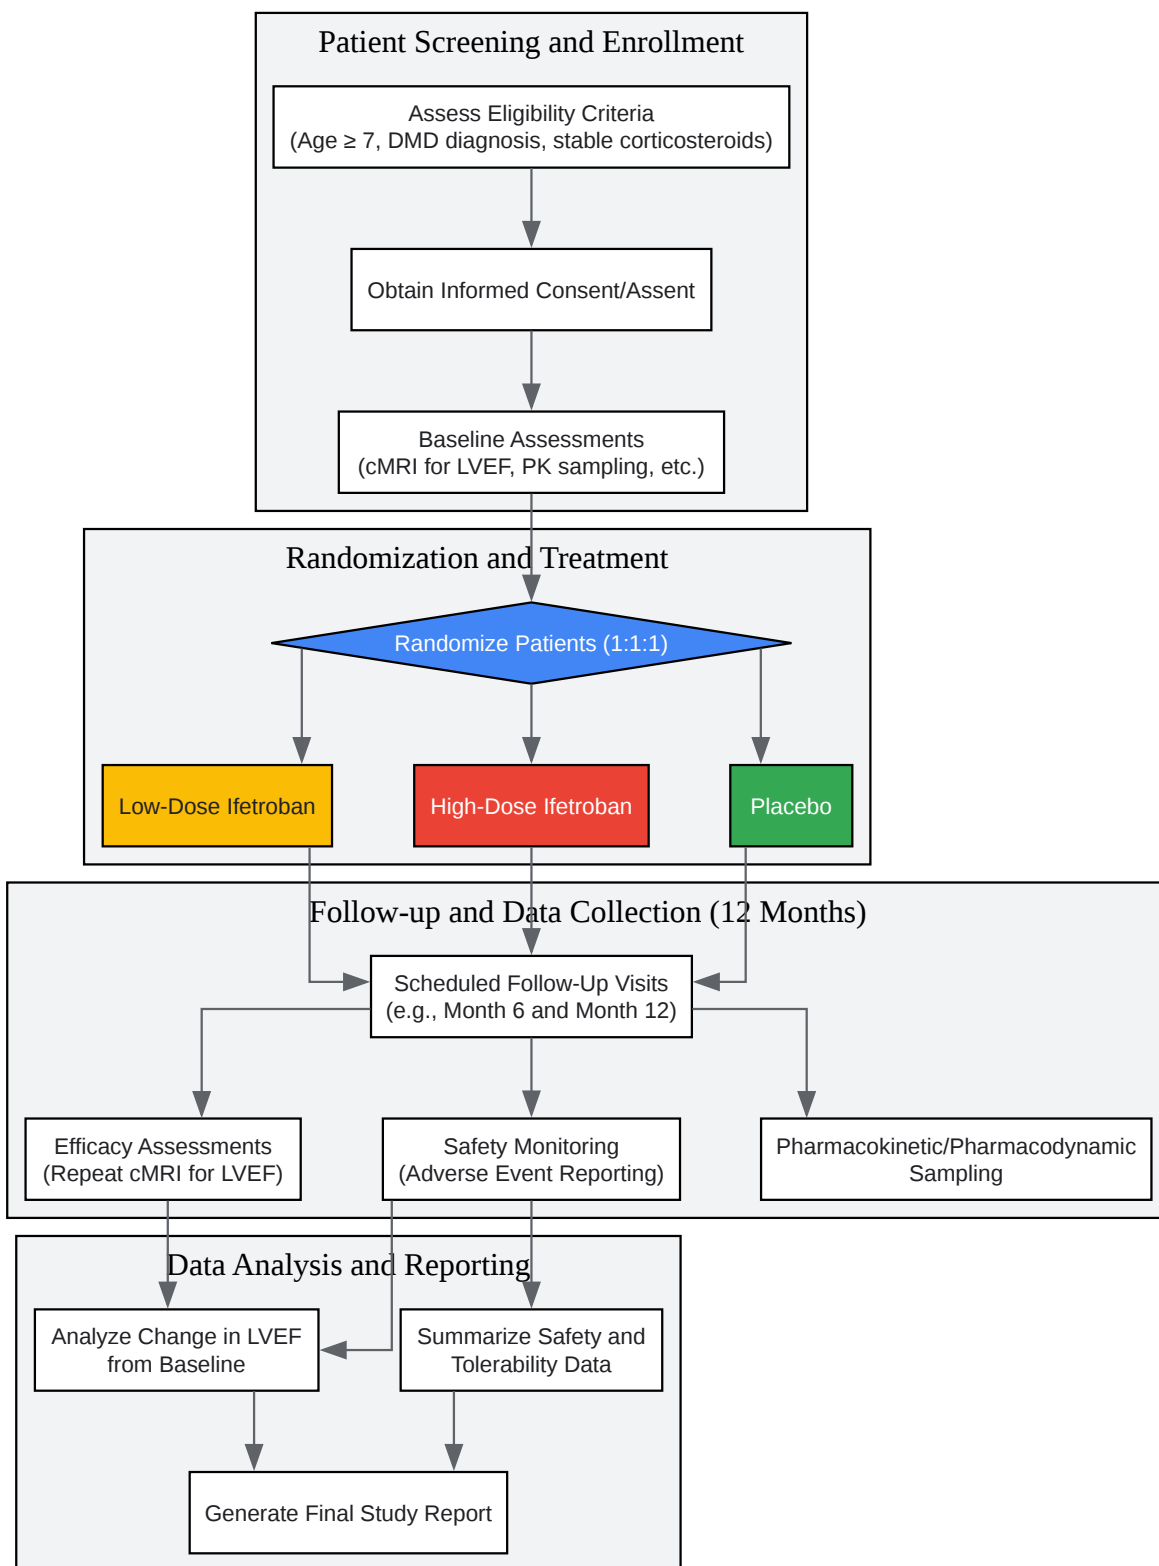 Patient Screening and Enrollment
Assess Eligibility Criteria
(Age ≥ 7, DMD diagnosis, stable corticosteroids)
Obtain Informed Consent/Assent
Baseline Assessments
(cMRI for LVEF, PK sampling, etc.)
Randomization and Treatment
Randomize Patients (1:1:1)
Low-Dose Ifetroban
High-Dose Ifetroban
Placebo
Follow-up and Data Collection (12 Months)
Scheduled Follow-Up Visits
(e.g., Month 6 and Month 12)
Efficacy Assessments
(Repeat cMRI for LVEF)
Safety Monitoring
(Adverse Event Reporting)
Pharmacokinetic/Pharmacodynamic
Sampling
Data Analysis and Reporting
Analyze Change in LVEF
from Baseline
Summarize Safety and
Tolerability Data
Generate Final Study Report